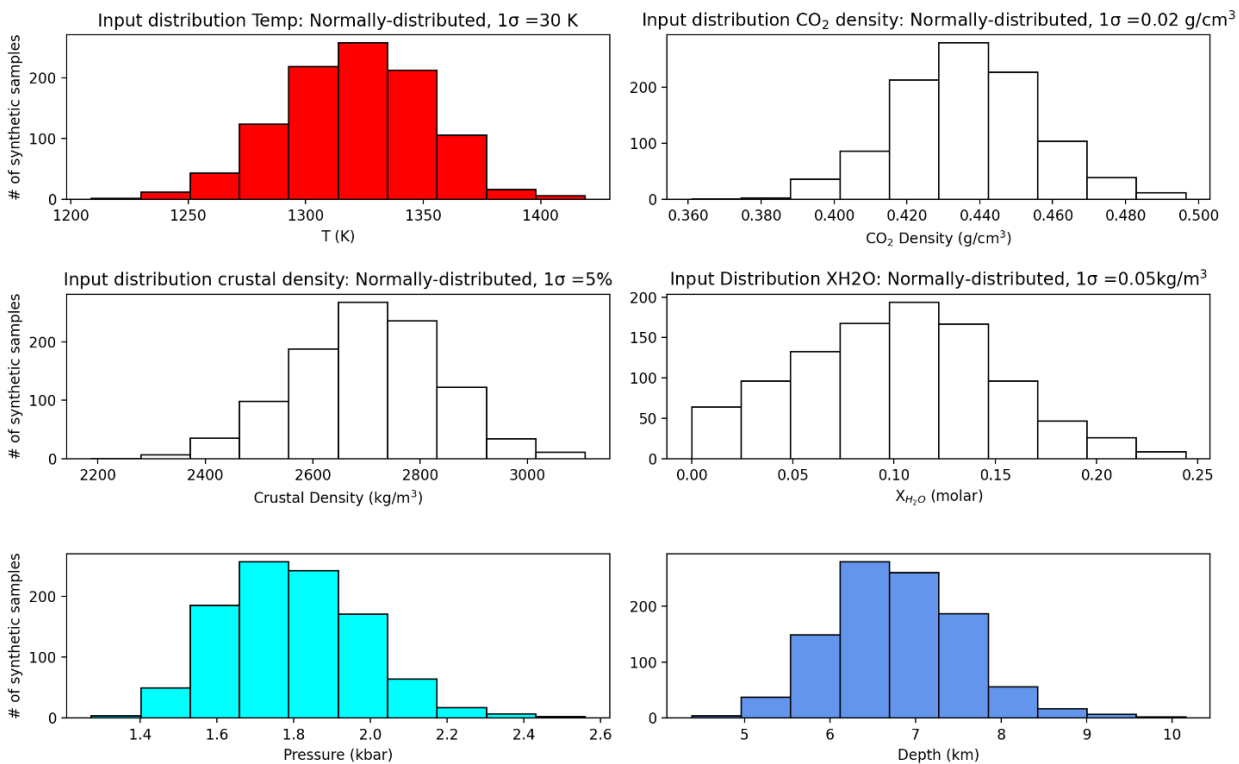 Input distribution Temp: Normally-distributed, 1σ =30 K
# of synthetic samples
200
100
0
1200 1250 1300 1350 1400
T (K)
Input distribution CO₂ density: Normally-distributed, 1σ =0.02 g/cm³
200
100
0
0.360 0.380 0.400 0.420 0.440 0.460 0.480 0.500
CO₂ Density (g/cm³)
Input distribution crustal density: Normally-distributed, 1σ =5%
# of synthetic samples
200
100
0
2200 2400 2600 2800 3000
Crustal Density (kg/m³)
Input Distribution XH2O: Normally-distributed, 1σ =0.05kg/m³
200
150
100
50
0
0.00 0.05 0.10 0.15 0.20 0.25
X_{H₂O} (molar)
# of synthetic samples
200
100
0
1.4 1.6 1.8 2.0 2.2 2.4 2.6
Pressure (kbar)
200
100
0
5 6 7 8 9 10
Depth (km)